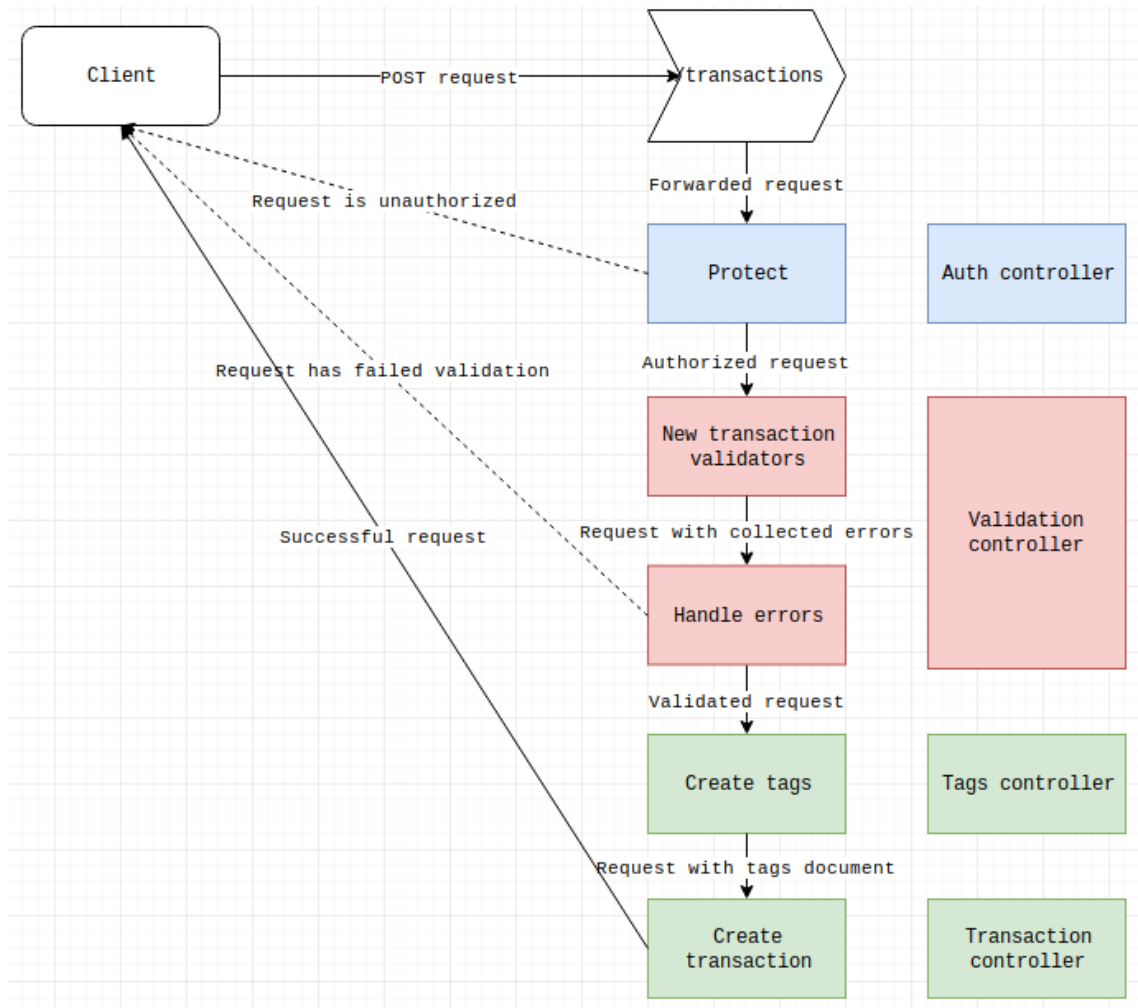 Client
POST request
/transactions
Forwarded request
Request is unauthorized
Protect
Auth controller
Authorized request
Request has failed validation
New transaction
validators
Validation
controller
Request with collected errors
Successful request
Handle errors
Validated request
Create tags
Tags controller
Request with tags document
Create
transaction
Transaction
controller